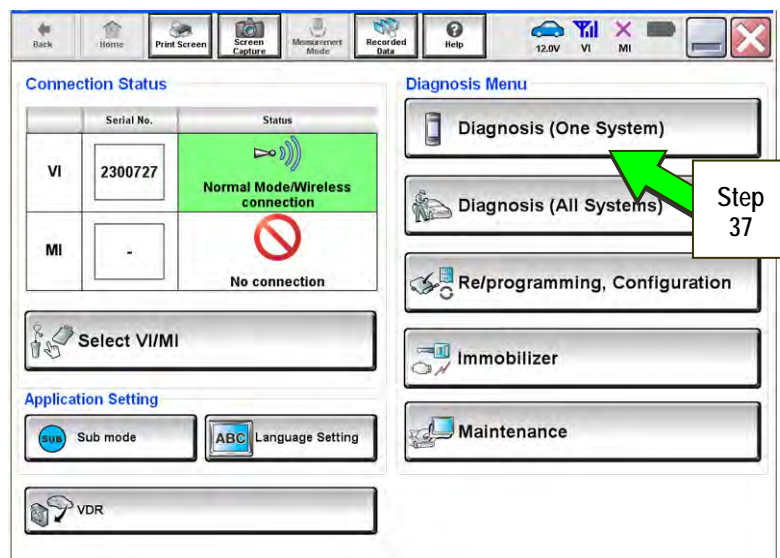 Back
Home
Print Screen
Screen
Capture
Measurement
Mode
Recorded
Data
Help
12.0V
VI
MI
Connection Status
Serial No.
Status
VI
2300727
Normal Mode/Wireless
connection
MI
-
No connection
Select VI/MI
Application Setting
SUB
Sub mode
ABC
Language Setting
VDR
Diagnosis Menu
Diagnosis (One System)
Step
37
Diagnosis (All Systems)
Re/programming, Configuration
Immobilizer
Maintenance